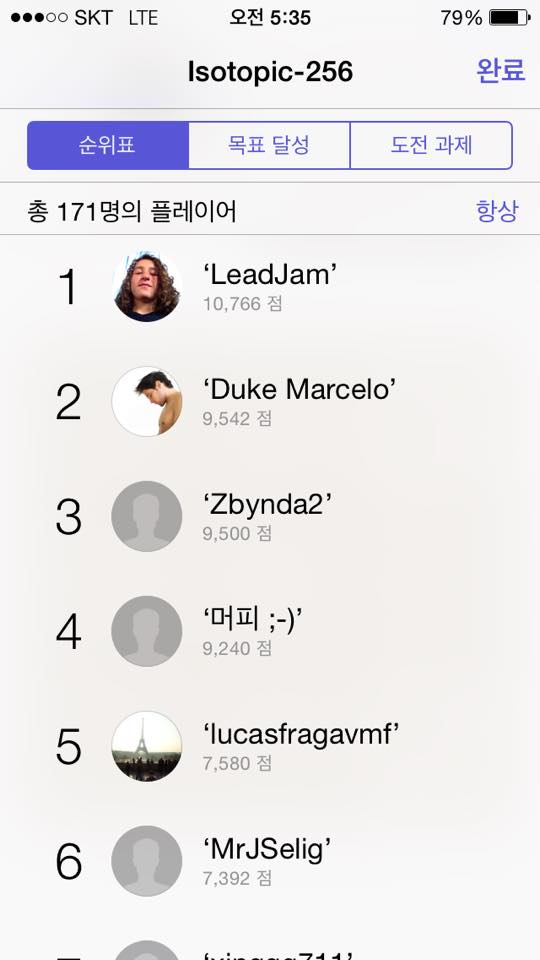 SKT LTE 오전 5:35 79%
Isotopic-256 완료
순위표 목표 달성 도전 과제
총 171명의 플레이어 항상
1 ‘LeadJam’
10,766 점
2 ‘Duke Marcelo’
9,542 점
3 ‘Zbynda2’
9,500 점
4 ‘머피 ;-)’
9,240 점
5 ‘lucasfragavmf’
7,580 점
6 ‘MrJSelig’
7,392 점